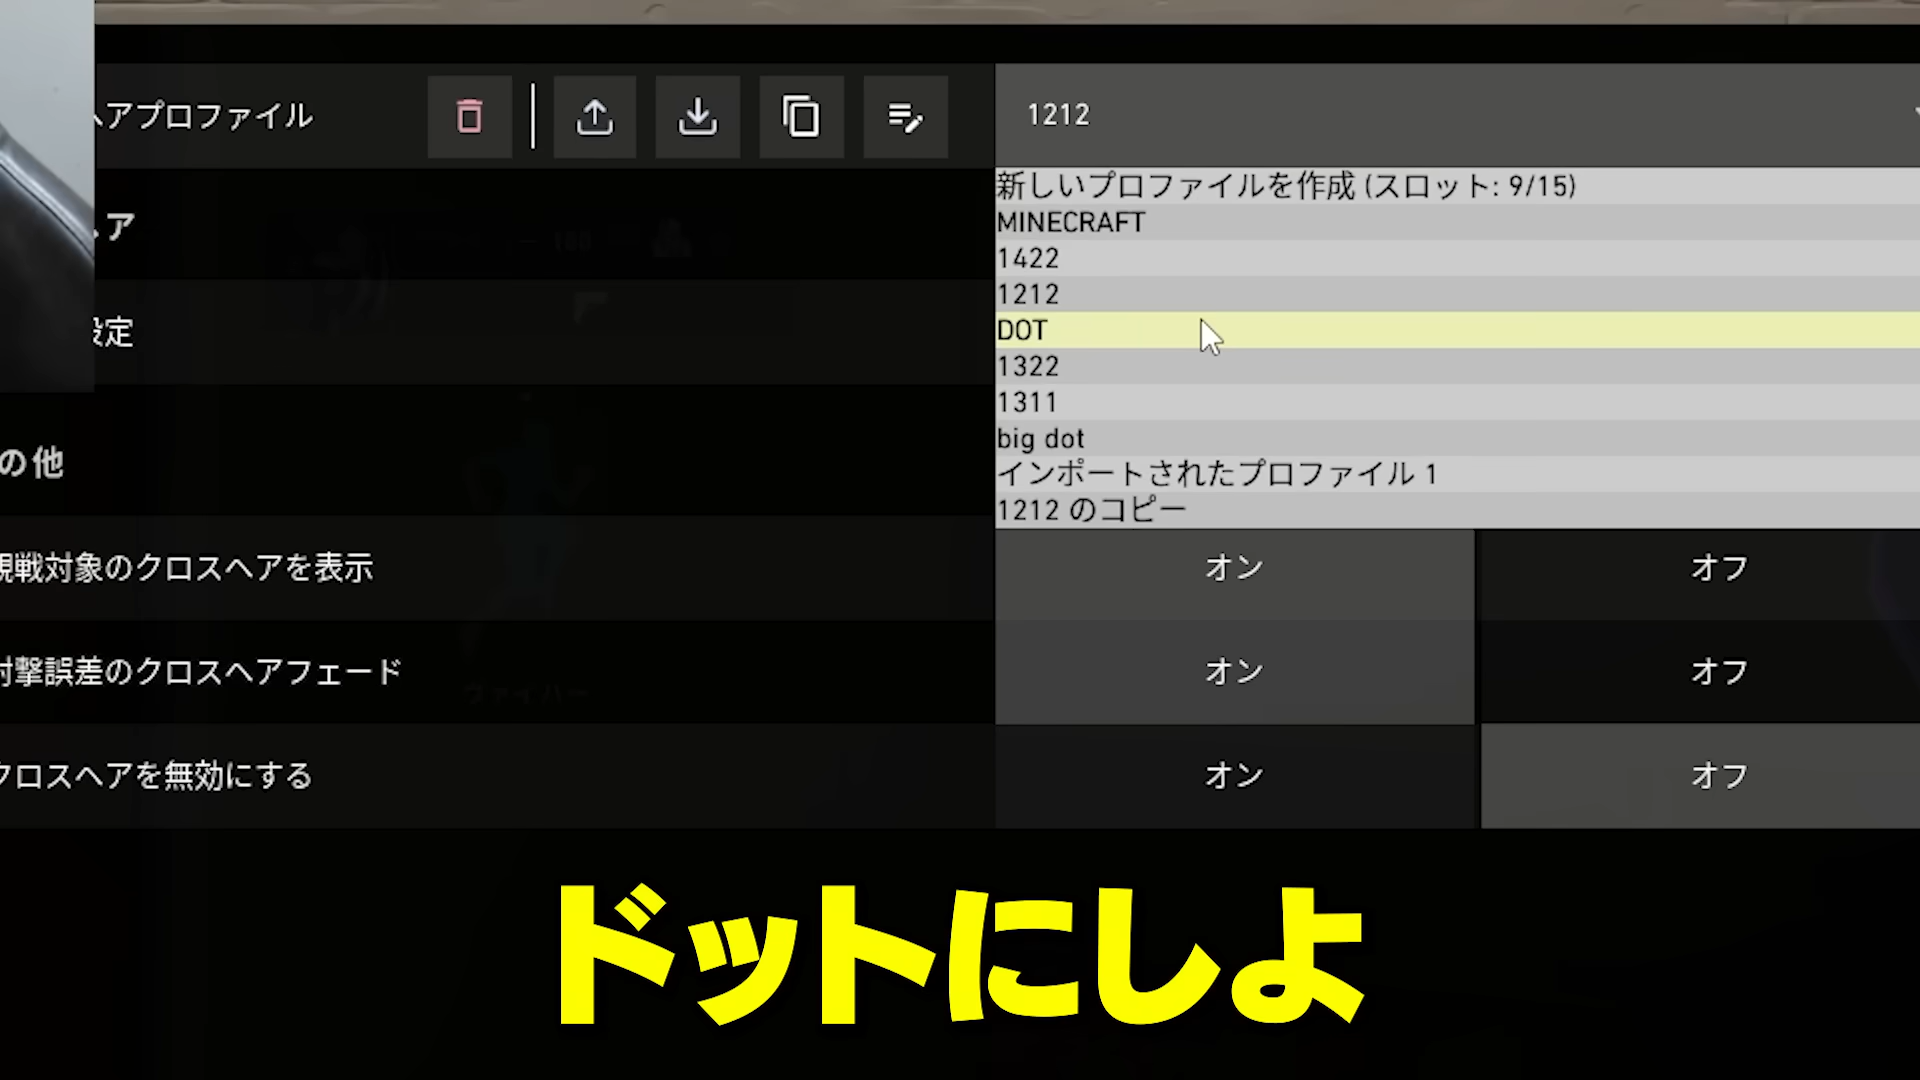 ヘアプロファイル
1212
新しいプロファイルを作成 (スロット: 9/15)
MINECRAFT
1422
1212
DOT
1322
1311
big dot
インポートされたプロファイル 1
1212 のコピー
ア
設定
の他
観戦対象のクロスヘアを表示
オン
オフ
射撃誤差のクロスヘアフェード
オン
オフ
クロスヘアを無効にする
オン
オフ
ドットにしよ